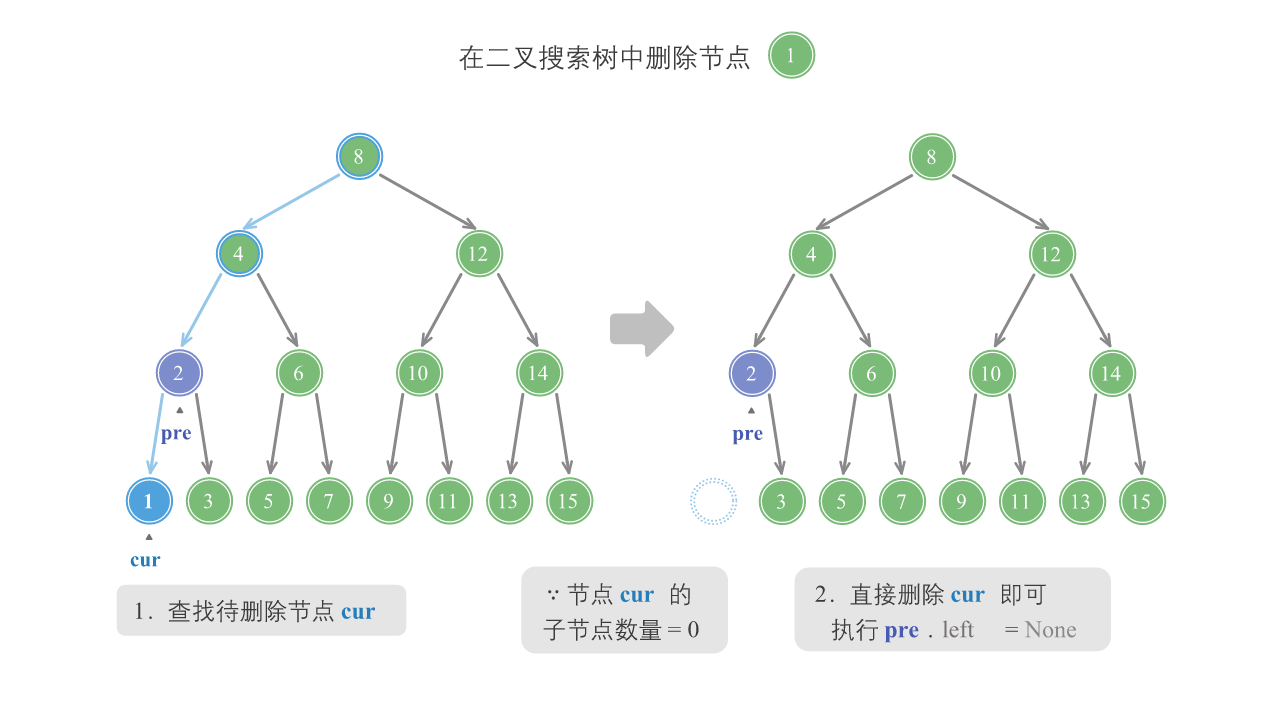 在二叉搜索树中删除节点 1
8 8
4 12 4 12
2 6 10 14 2 6 10 14
pre pre
1 3 5 7 9 11 13 15 3 5 7 9 11 13 15
cur
1. 查找待删除节点 cur
∵ 节点 cur 的
子节点数量 = 0
2. 直接删除 cur 即可
执行 pre . left = None